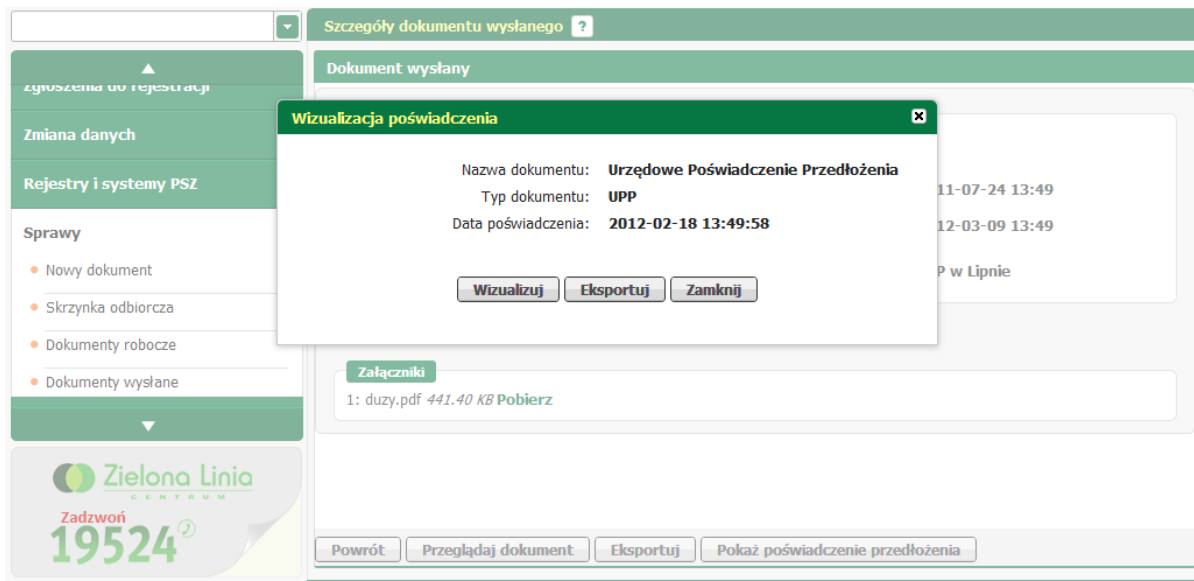 Szczegóły dokumentu wysłanego ?
Dokument wysłany
Zgłoszenia do rejestracji
Zmiana danych
Rejestry i systemy PSZ
Sprawy
Nowy dokument
Skrzynka odbiorcza
Dokumenty robocze
Dokumenty wysłane
Zielona Linia
CENTRUM
Zadzwoń
19524
Wizualizacja poświadczenia
Nazwa dokumentu: Urzędowe Poświadczenie Przedłożenia
Typ dokumentu: UPP
Data poświadczenia: 2012-02-18 13:49:58
Wizualizuj Eksportuj Zamknij
11-07-24 13:49
12-03-09 13:49
P w Lipnie
Załączniki
1: duzy.pdf 441.40 KB Pobierz
Powrót Przeglądaj dokument Eksportuj Pokaż poświadczenie przedłożenia